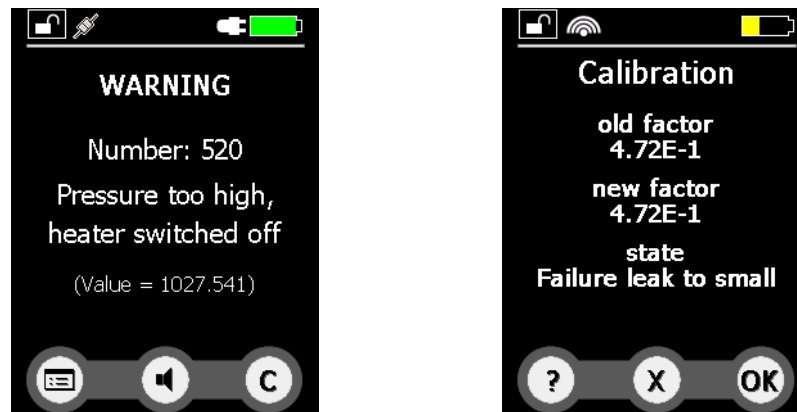 WARNING
Number: 520
Pressure too high,
heater switched off
(Value = 1027.541)
C
Calibration
old factor
4.72E-1
new factor
4.72E-1
state
Failure leak to small
?
X
OK